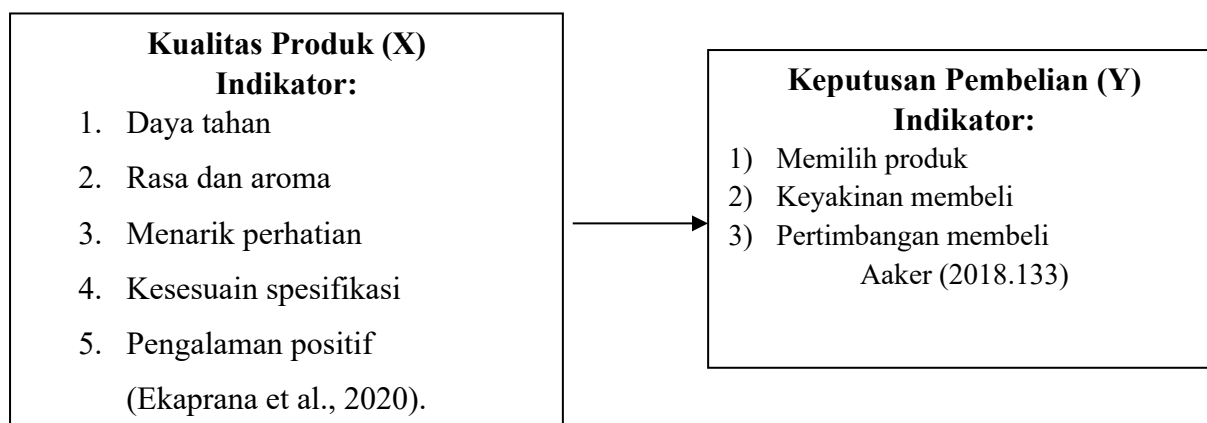 Kualitas Produk (X)
Indikator:
1. Daya tahan
2. Rasa dan aroma
3. Menarik perhatian
4. Kesesuain spesifikasi
5. Pengalaman positif
(Ekaprana et al., 2020).
Keputusan Pembelian (Y)
Indikator:
1) Memilih produk
2) Keyakinan membeli
3) Pertimbangan membeli
Aaker (2018.133)